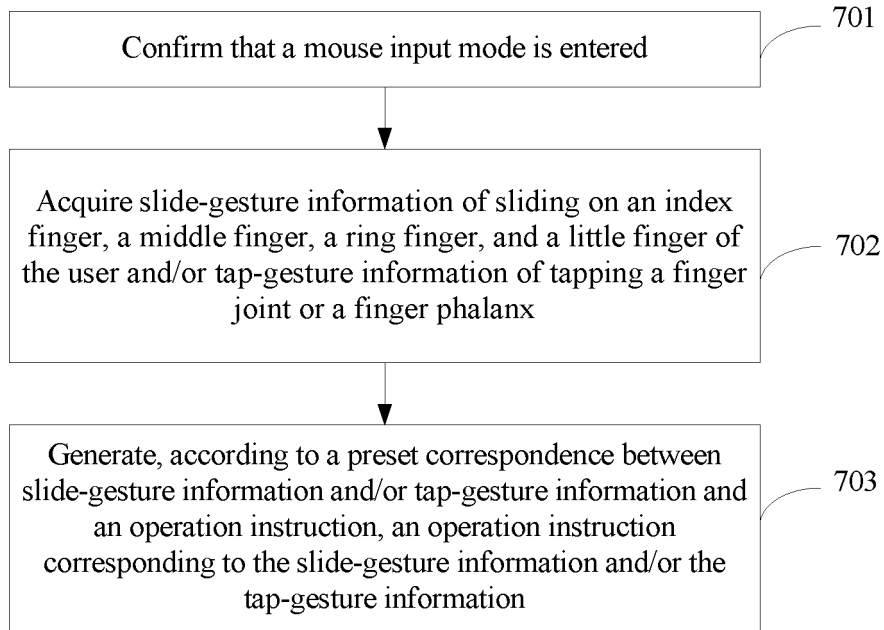 701
Confirm that a mouse input mode is entered
Acquire slide-gesture information of sliding on an index
finger, a middle finger, a ring finger, and a little finger of
the user and/or tap-gesture information of tapping a finger
joint or a finger phalanx
702
Generate, according to a preset correspondence between
slide-gesture information and/or tap-gesture information and
an operation instruction, an operation instruction
corresponding to the slide-gesture information and/or the
tap-gesture information
703